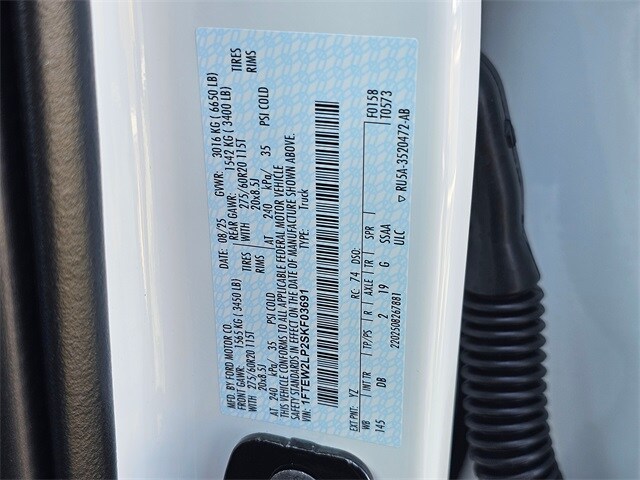 MFD. BY FORD MOTOR CO. DATE: 08/25 GVWR: 3016 KG ( 6650 LB)
FRONT GAWR: 1565 KG ( 3450 LB) REAR GAWR: 1542 KG ( 3400 LB)
WITH 275/60R20 115T TIRES WITH 275/60R20 115T TIRES
20x8.5J RIMS 20x8.5J RIMS
AT 240 kPa/ 35 PSI COLD AT 240 kPa/ 35 PSI COLD
THIS VEHICLE CONFORMS TO ALL APPLICABLE FEDERAL MOTOR VEHICLE
SAFETY STANDARDS IN EFFECT ON THE DATE OF MANUFACTURE SHOWN ABOVE.
VIN: 1FTEW2LP2SKF03691 TYPE: Truck
EXT PNT: YZ RC: 74 DSO: F0158
WB INT TR TP/PS R AXLE TR SPR T0573
145 DB 2 19 G SSAA
ULC
2202508267881 ▽ RU5A-3520472-AB